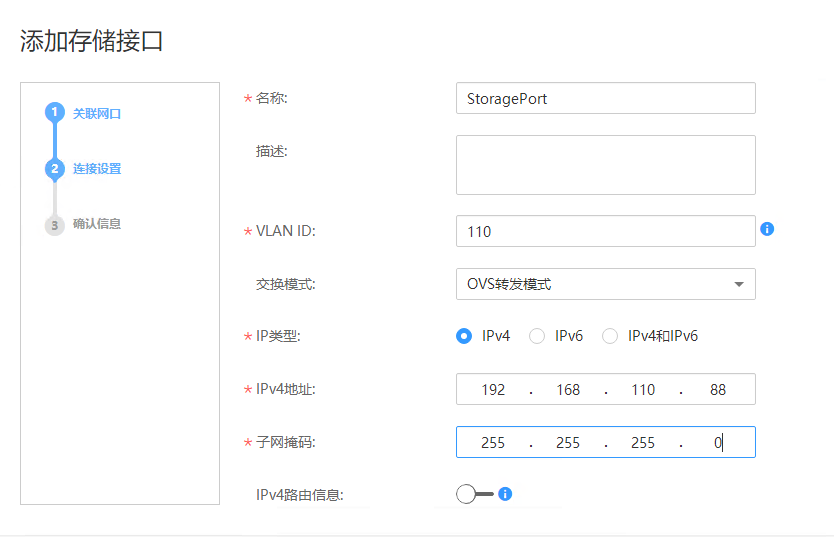 添加存储接口
1 关联网口
2 连接设置
3 确认信息
* 名称: StoragePort
描述:
* VLAN ID: 110
交换模式: OVS转发模式
* IP类型: IPv4 IPv6 IPv4和IPv6
* IPv4地址: 192 . 168 . 110 . 88
* 子网掩码: 255 . 255 . 255 . 0
IPv4路由信息: